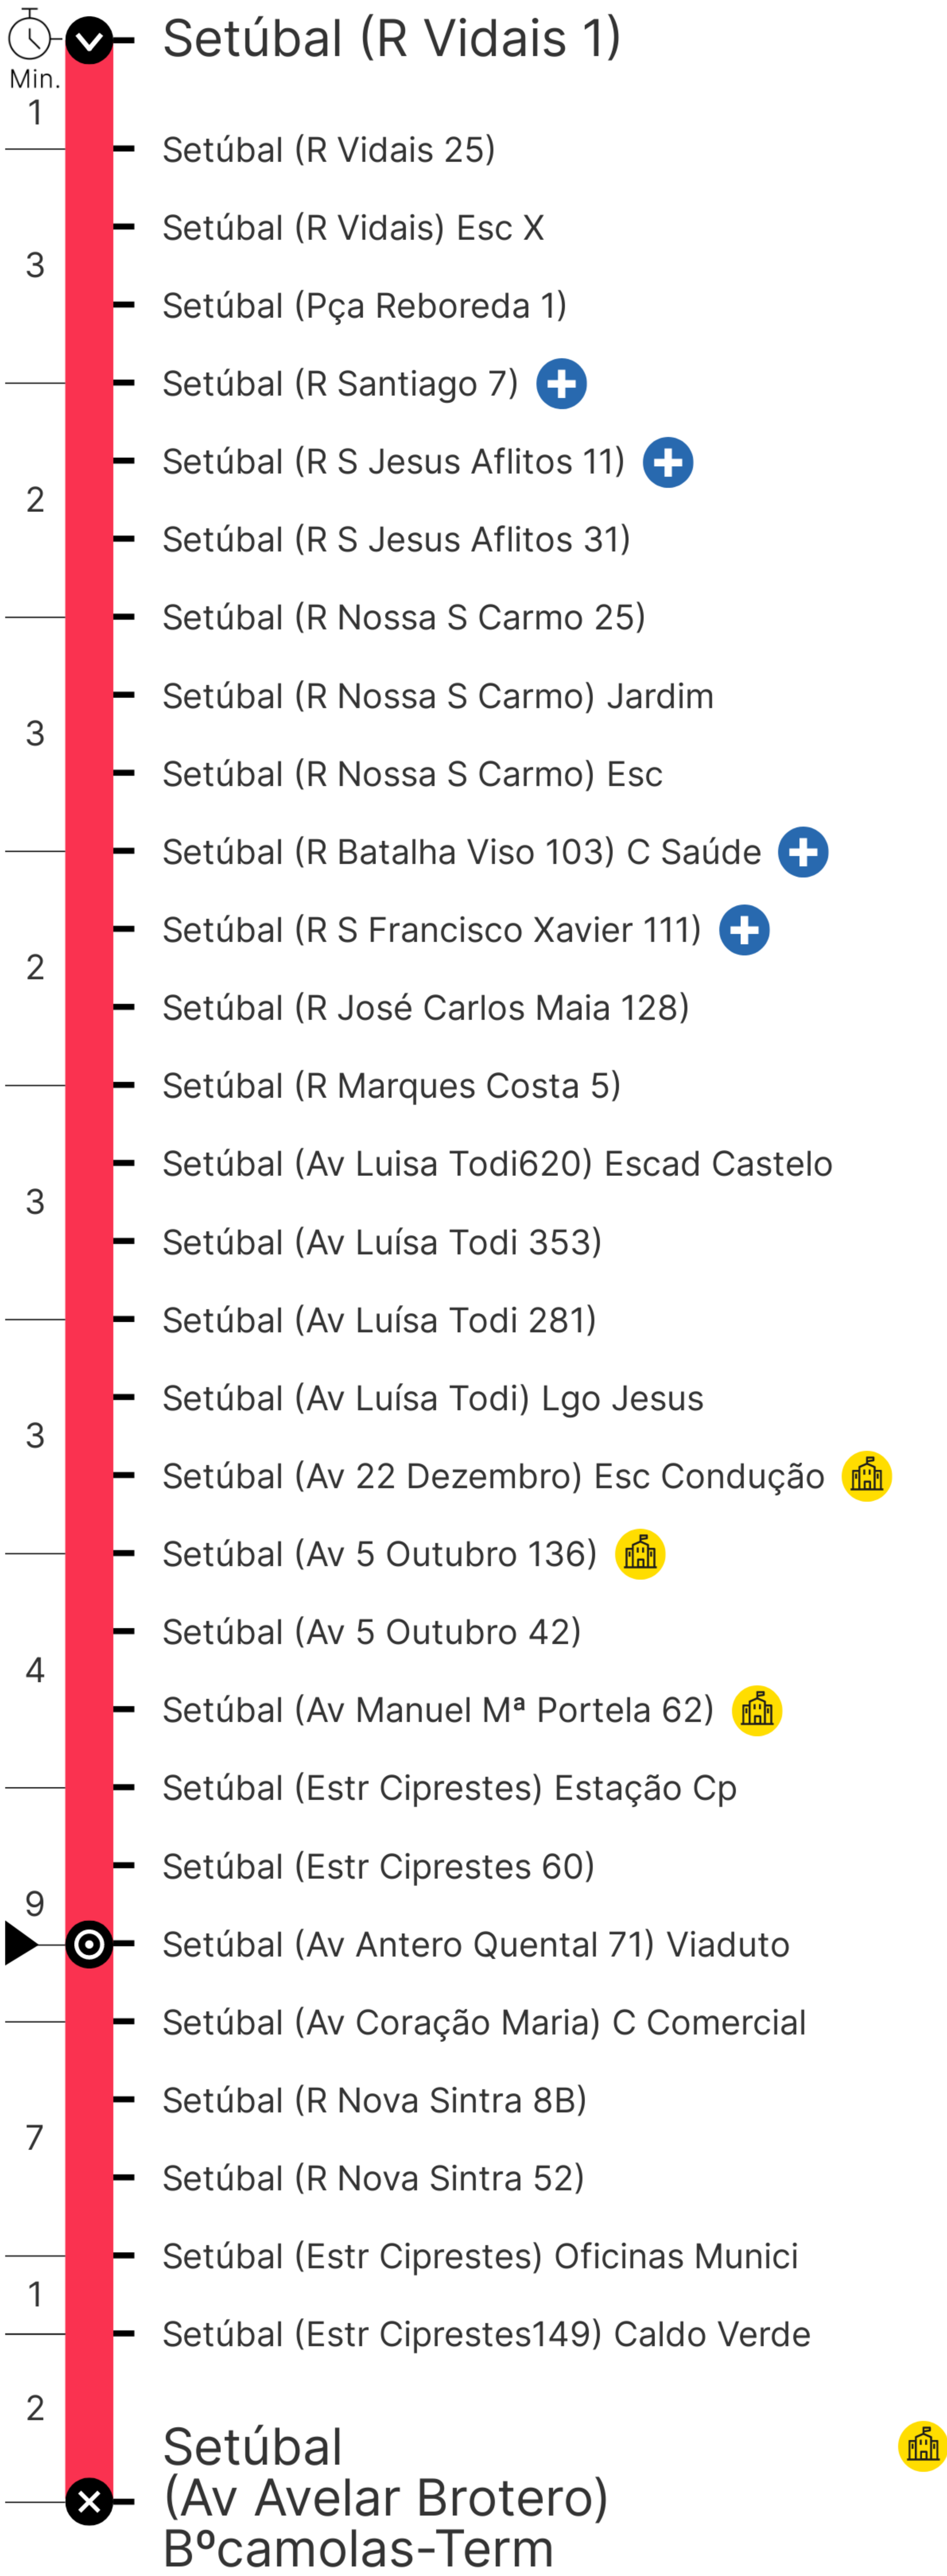 Setúbal (R Vidais 1)
Min.
1
Setúbal (R Vidais 25)
Setúbal (R Vidais) Esc X
3
Setúbal (Pça Reboreda 1)
Setúbal (R Santiago 7)
Setúbal (R S Jesus Aflitos 11)
2
Setúbal (R S Jesus Aflitos 31)
Setúbal (R Nossa S Carmo 25)
Setúbal (R Nossa S Carmo) Jardim
3
Setúbal (R Nossa S Carmo) Esc
Setúbal (R Batalha Viso 103) C Saúde
Setúbal (R S Francisco Xavier 111)
2
Setúbal (R José Carlos Maia 128)
Setúbal (R Marques Costa 5)
Setúbal (Av Luisa Todi620) Escad Castelo
3
Setúbal (Av Luísa Todi 353)
Setúbal (Av Luísa Todi 281)
Setúbal (Av Luísa Todi) Lgo Jesus
3
Setúbal (Av 22 Dezembro) Esc Condução
Setúbal (Av 5 Outubro 136)
Setúbal (Av 5 Outubro 42)
4
Setúbal (Av Manuel Mª Portela 62)
Setúbal (Estr Ciprestes) Estação Cp
Setúbal (Estr Ciprestes 60)
9
Setúbal (Av Antero Quental 71) Viaduto
Setúbal (Av Coração Maria) C Comercial
Setúbal (R Nova Sintra 8B)
7
Setúbal (R Nova Sintra 52)
Setúbal (Estr Ciprestes) Oficinas Munici
1
Setúbal (Estr Ciprestes149) Caldo Verde
2
Setúbal
(Av Avelar Brotero)
Bºcamolas-Term